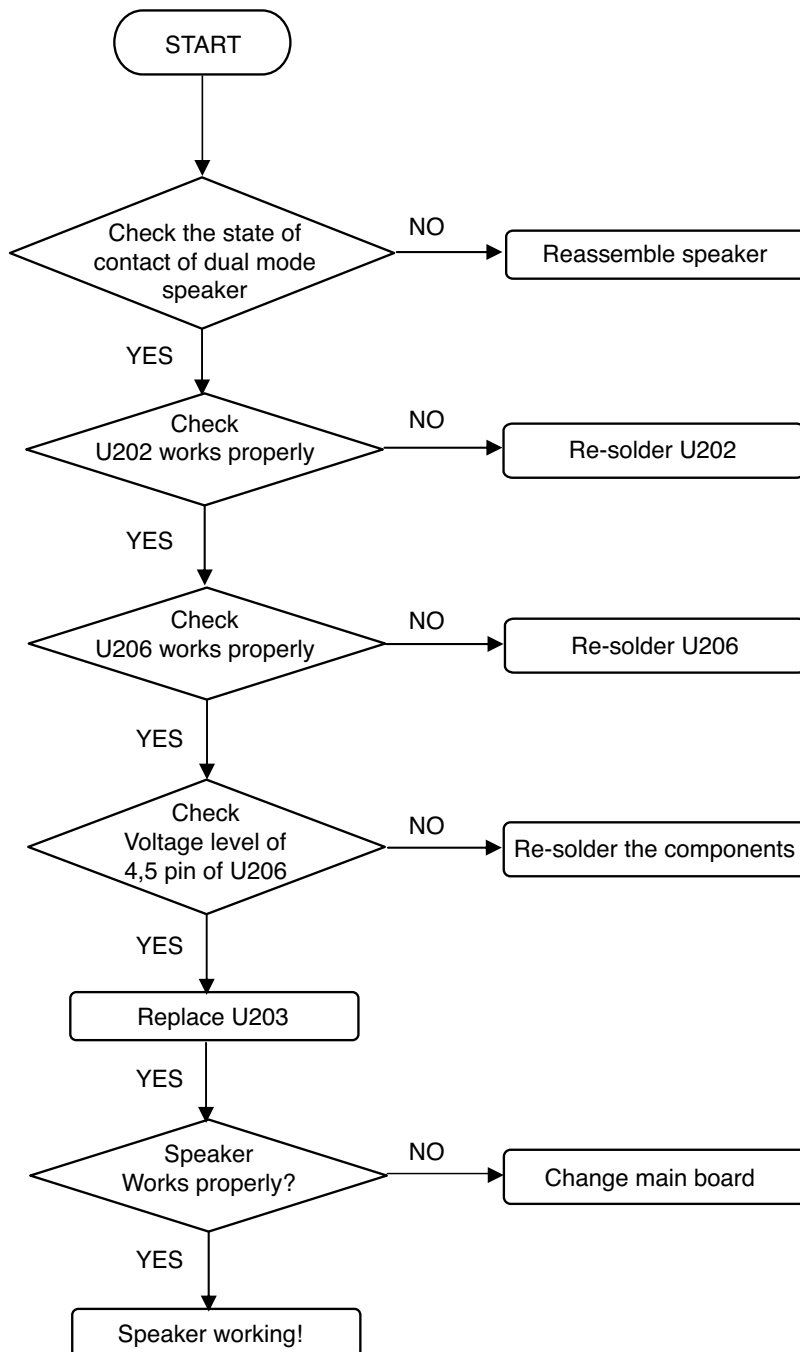 START
Check the state of
contact of dual mode
speaker
NO
Reassemble speaker
YES
Check
U202 works properly
NO
Re-solder U202
YES
Check
U206 works properly
NO
Re-solder U206
YES
Check
Voltage level of
4,5 pin of U206
NO
Re-solder the components
YES
Replace U203
YES
Speaker
Works properly?
NO
Change main board
YES
Speaker working!